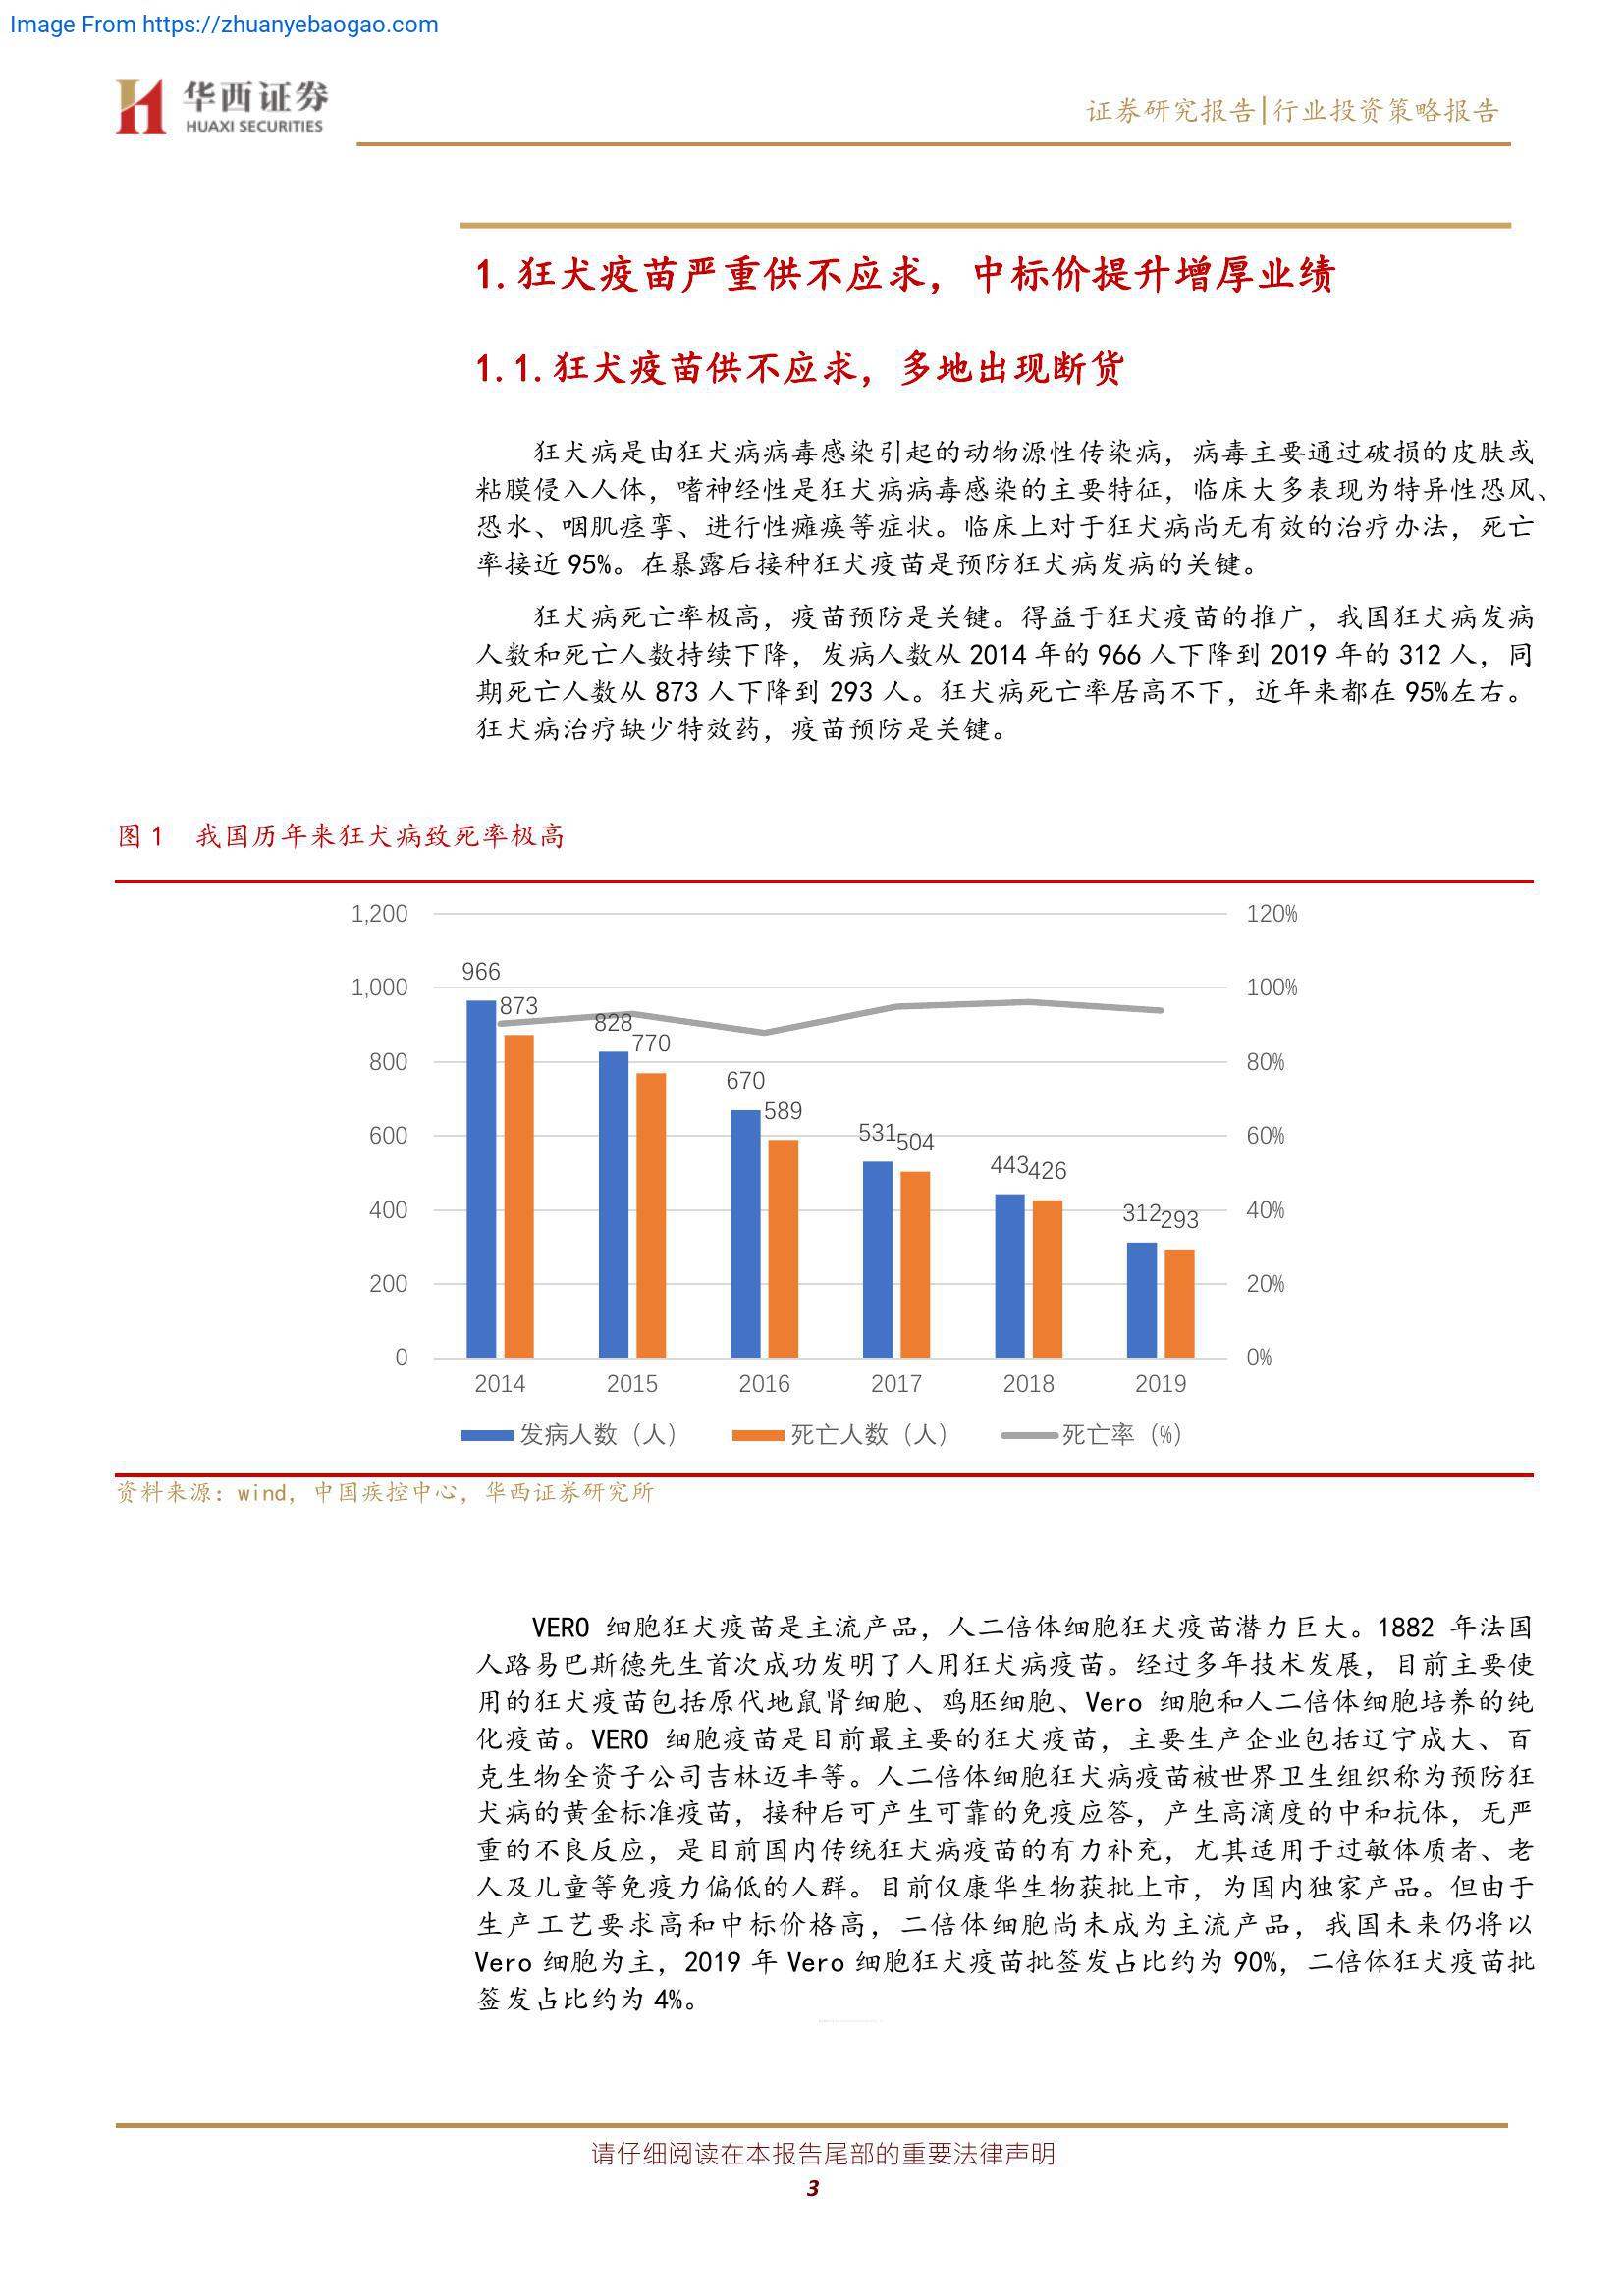 Image From https://zhuanyebaogao.com
华西证券
HUAXI SECURITIES
证券研究报告|行业投资策略报告
1.狂犬疫苗严重供不应求，中标价提升增厚业绩
1.1.狂犬疫苗供不应求，多地出现断货
狂犬病是由狂犬病病毒感染引起的动物源性传染病，病毒主要通过破损的皮肤或
粘膜侵入人体，嗜神经性是狂犬病病毒感染的主要特征，临床大多表现为特异性恐风、
恐水、咽肌痉挛、进行性瘫痪等症状。临床上对于狂犬病尚无有效的治疗办法，死亡
率接近 95%。在暴露后接种狂犬疫苗是预防狂犬病发病的关键。
狂犬病死亡率极高，疫苗预防是关键。得益于狂犬疫苗的推广，我国狂犬病发病
人数和死亡人数持续下降，发病人数从 2014 年的 966 人下降到 2019 年的 312 人，同
期死亡人数从 873 人下降到 293 人。狂犬病死亡率居高不下，近年来都在 95%左右。
狂犬病治疗缺少特效药，疫苗预防是关键。
图 1 我国历年来狂犬病致死率极高
1,200 120%
966
1,000 100%
873
828
770
800 80%
670
589
600 60%
531 504
443 426
400 40%
312 293
200 20%
0 0%
2014 2015 2016 2017 2018 2019
发病人数（人） 死亡人数（人） 死亡率（%）
资料来源：wind，中国疾控中心，华西证券研究所
VERO 细胞狂犬疫苗是主流产品，人二倍体细胞狂犬疫苗潜力巨大。1882 年法国
人路易巴斯德先生首次成功发明了人用狂犬病疫苗。经过多年技术发展，目前主要使
用的狂犬疫苗包括原代地鼠肾细胞、鸡胚细胞、Vero 细胞和人二倍体细胞培养的纯
化疫苗。VERO 细胞疫苗是目前最主要的狂犬疫苗，主要生产企业包括辽宁成大、百
克生物全资子公司吉林迈丰等。人二倍体细胞狂犬病疫苗被世界卫生组织称为预防狂
犬病的黄金标准疫苗，接种后可产生可靠的免疫应答，产生高滴度的中和抗体，无严
重的不良反应，是目前国内传统狂犬病疫苗的有力补充，尤其适用于过敏体质者、老
人及儿童等免疫力偏低的人群。目前仅康华生物获批上市，为国内独家产品。但由于
生产工艺要求高和中标价格高，二倍体细胞尚未成为主流产品，我国未来仍将以
Vero 细胞为主，2019 年 Vero 细胞狂犬疫苗批签发占比约为 90%，二倍体狂犬疫苗批
签发占比约为 4%。
请仔细阅读在本报告尾部的重要法律声明
3